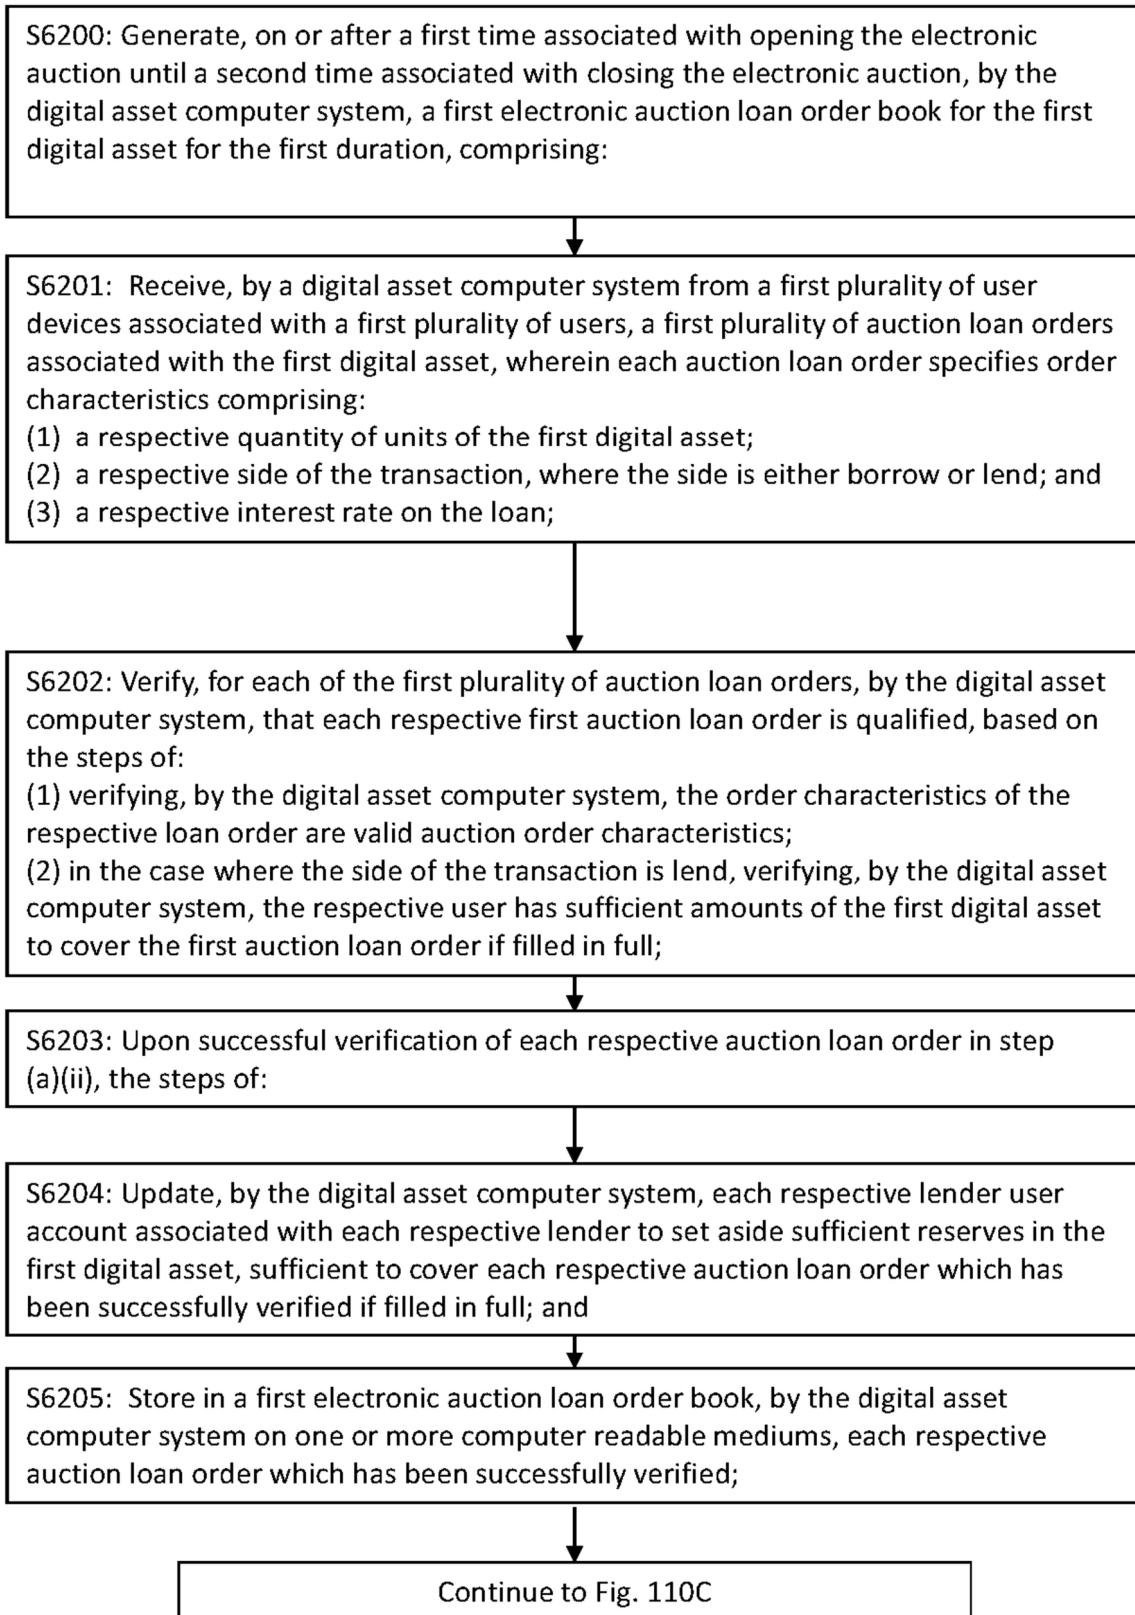 S6200: Generate, on or after a first time associated with opening the electronic
auction until a second time associated with closing the electronic auction, by the
digital asset computer system, a first electronic auction loan order book for the first
digital asset for the first duration, comprising:
S6201: Receive, by a digital asset computer system from a first plurality of user
devices associated with a first plurality of users, a first plurality of auction loan orders
associated with the first digital asset, wherein each auction loan order specifies order
characteristics comprising:
(1) a respective quantity of units of the first digital asset;
(2) a respective side of the transaction, where the side is either borrow or lend; and
(3) a respective interest rate on the loan;
S6202: Verify, for each of the first plurality of auction loan orders, by the digital asset
computer system, that each respective first auction loan order is qualified, based on
the steps of:
(1) verifying, by the digital asset computer system, the order characteristics of the
respective loan order are valid auction order characteristics;
(2) in the case where the side of the transaction is lend, verifying, by the digital asset
computer system, the respective user has sufficient amounts of the first digital asset
to cover the first auction loan order if filled in full;
S6203: Upon successful verification of each respective auction loan order in step
(a)(ii), the steps of:
S6204: Update, by the digital asset computer system, each respective lender user
account associated with each respective lender to set aside sufficient reserves in the
first digital asset, sufficient to cover each respective auction loan order which has
been successfully verified if filled in full; and
S6205: Store in a first electronic auction loan order book, by the digital asset
computer system on one or more computer readable mediums, each respective
auction loan order which has been successfully verified;
Continue to Fig. 110C